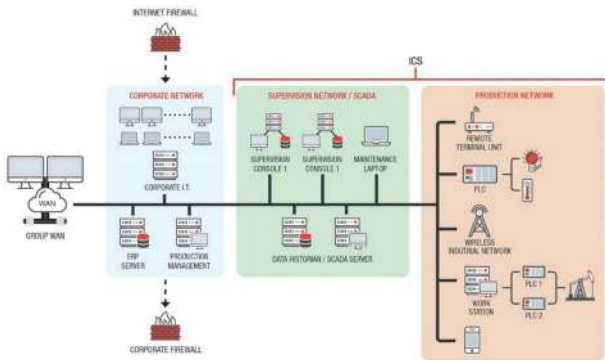 INTERNET FIREWALL
ICS
CORPORATE NETWORK
SUPERVISION NETWORK / SCADA
PRODUCTION NETWORK
REMOTE
TERMINAL UNIT
SUPERVISION
CONSOLE 1
SUPERVISION
CONSOLE 1
MAINTENANCE
LAPTOP
CORPORATE I.T.
PLC
WAN
GROUP WAN
WIRELESS
INDUTRIAL NETWORK
ERP
SERVER
PRODUCTION
MANAGEMENT
DATA HISTORIAN / SCADA SERVER
WORK
STATION
PLC 1
PLC 2
CORPORATE FIREWALL